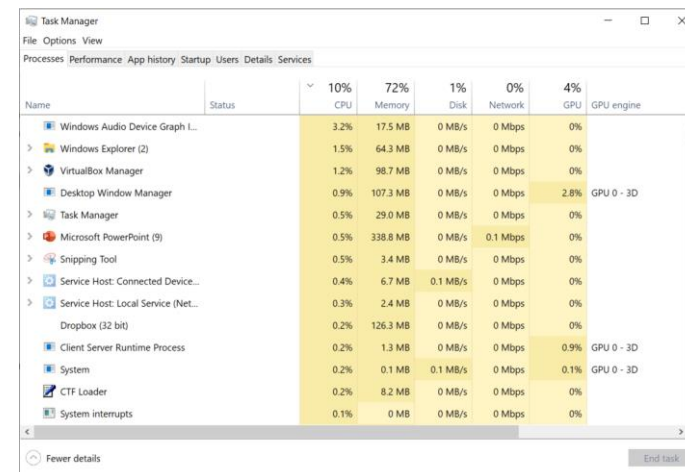 Task Manager
File Options View
Processes Performance App history Startup Users Details Services
10% 72% 1% 0% 4%
Name Status CPU Memory Disk Network GPU GPU engine
Windows Audio Device Graph I... 3.2% 17.5 MB 0 MB/s 0 Mbps 0%
Windows Explorer (2) 1.5% 64.3 MB 0 MB/s 0 Mbps 0%
VirtualBox Manager 1.2% 98.7 MB 0 MB/s 0 Mbps 0%
Desktop Window Manager 0.9% 107.3 MB 0 MB/s 0 Mbps 2.8% GPU 0 - 3D
Task Manager 0.5% 29.0 MB 0 MB/s 0 Mbps 0%
Microsoft PowerPoint (9) 0.5% 338.8 MB 0 MB/s 0.1 Mbps 0%
Snipping Tool 0.5% 3.4 MB 0 MB/s 0 Mbps 0%
Service Host: Connected Device... 0.4% 6.7 MB 0.1 MB/s 0 Mbps 0%
Service Host: Local Service (Net... 0.3% 2.4 MB 0 MB/s 0 Mbps 0%
Dropbox (32 bit) 0.2% 126.3 MB 0 MB/s 0 Mbps 0%
Client Server Runtime Process 0.2% 1.3 MB 0 MB/s 0 Mbps 0.9% GPU 0 - 3D
System 0.2% 0.1 MB 0.1 MB/s 0 Mbps 0.1% GPU 0 - 3D
CTF Loader 0.2% 8.2 MB 0 MB/s 0 Mbps 0%
System interrupts 0.1% 0 MB 0 MB/s 0 Mbps 0%
Fewer details End task